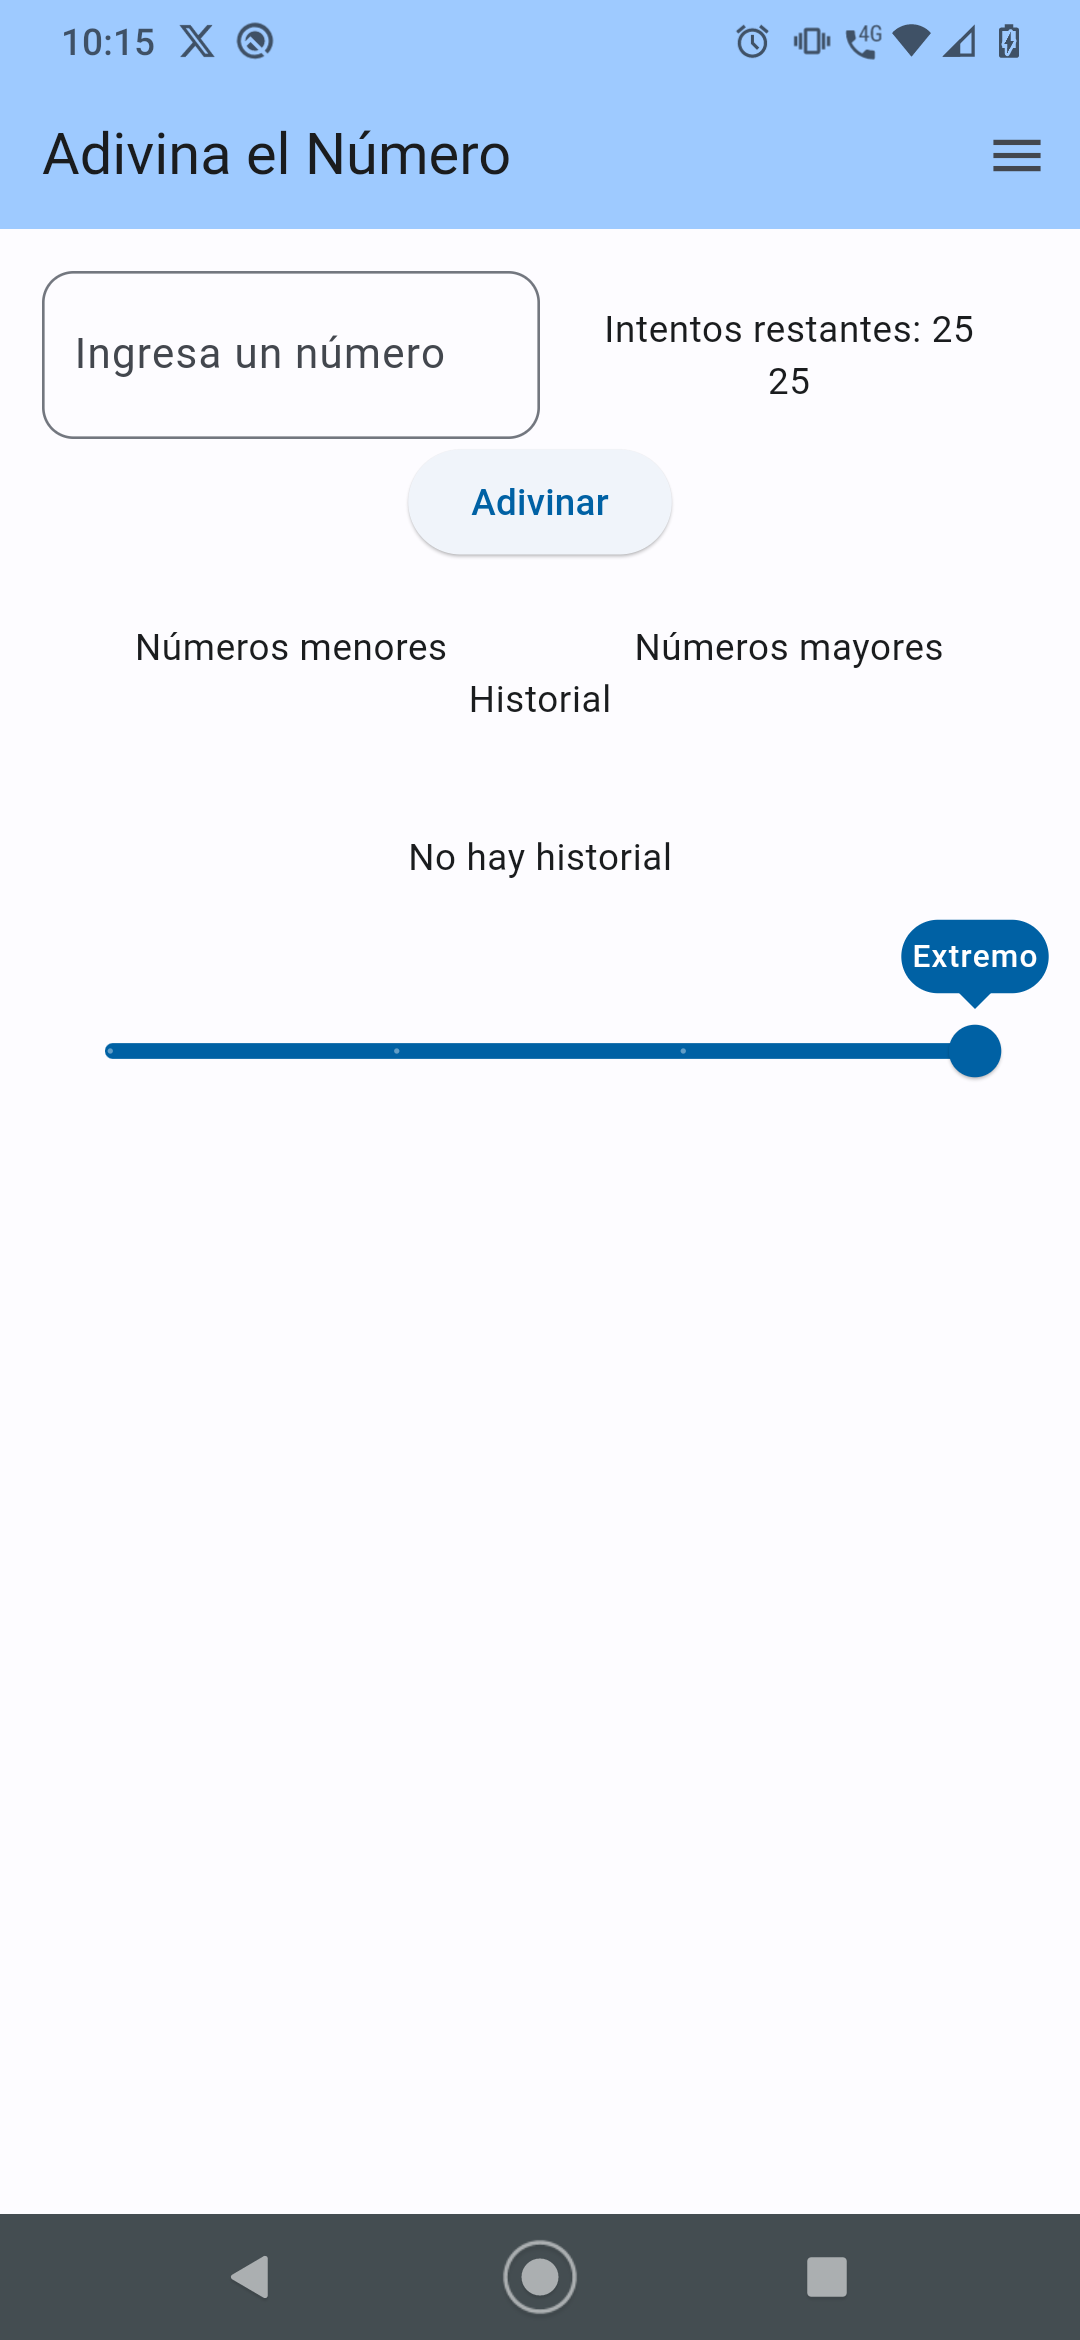 10:15
4G
Adivina el Número
Ingresa un número
Intentos restantes: 25
25
Adivinar
Números menores
Números mayores
Historial
No hay historial
Extremo